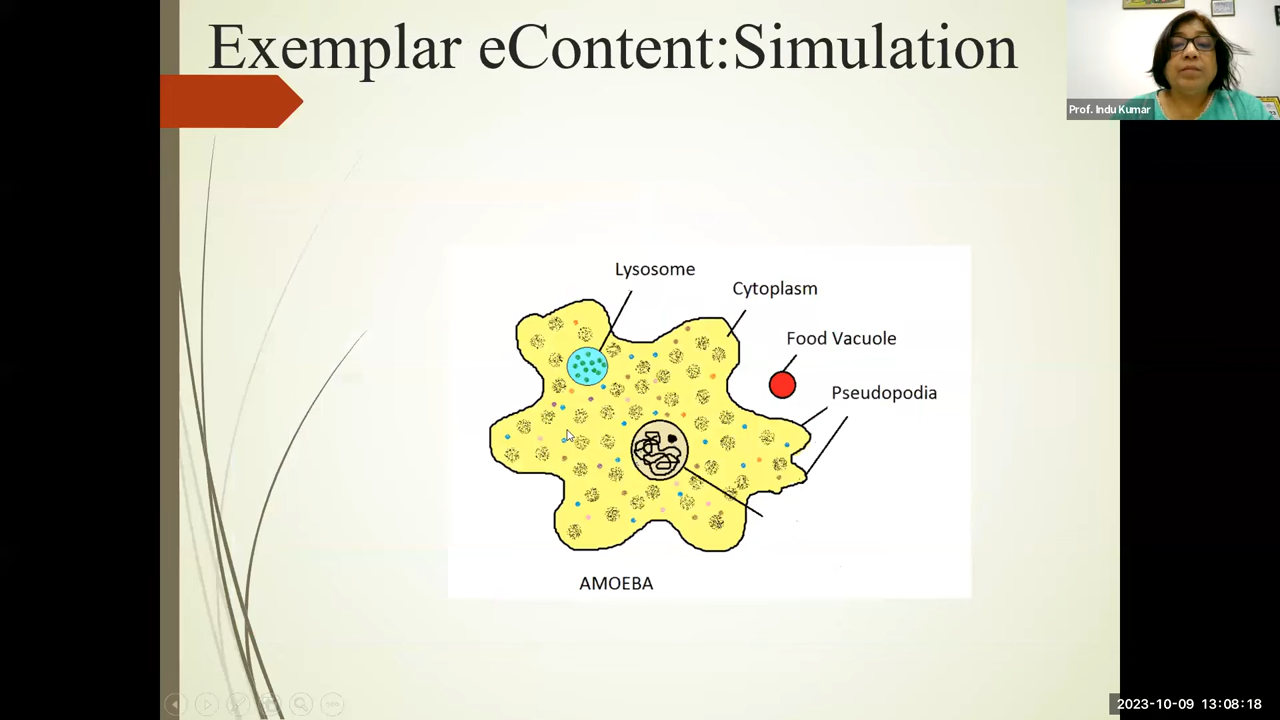 Exemplar eContent:Simulation
Prof. Indu Kumar
Lysosome
Cytoplasm
Food Vacuole
Pseudopodia
AMOEBA
2023-10-09 13:08:18